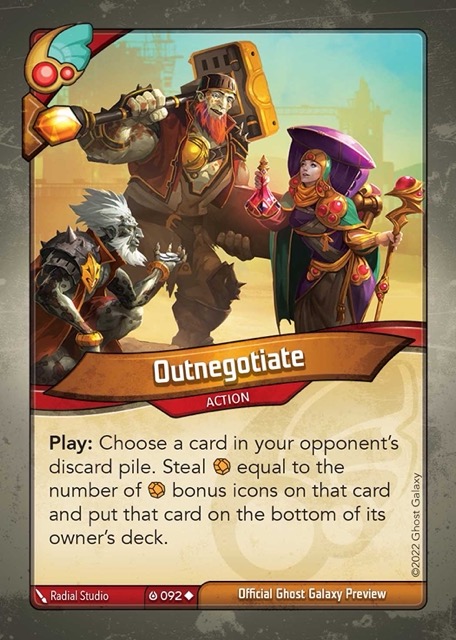 Outnegotiate
ACTION
Play: Choose a card in your opponent's
discard pile. Steal equal to the
number of bonus icons on that card
and put that card on the bottom of its
owner's deck.
©2022 Ghost Galaxy
Radial Studio
092
Official Ghost Galaxy Preview